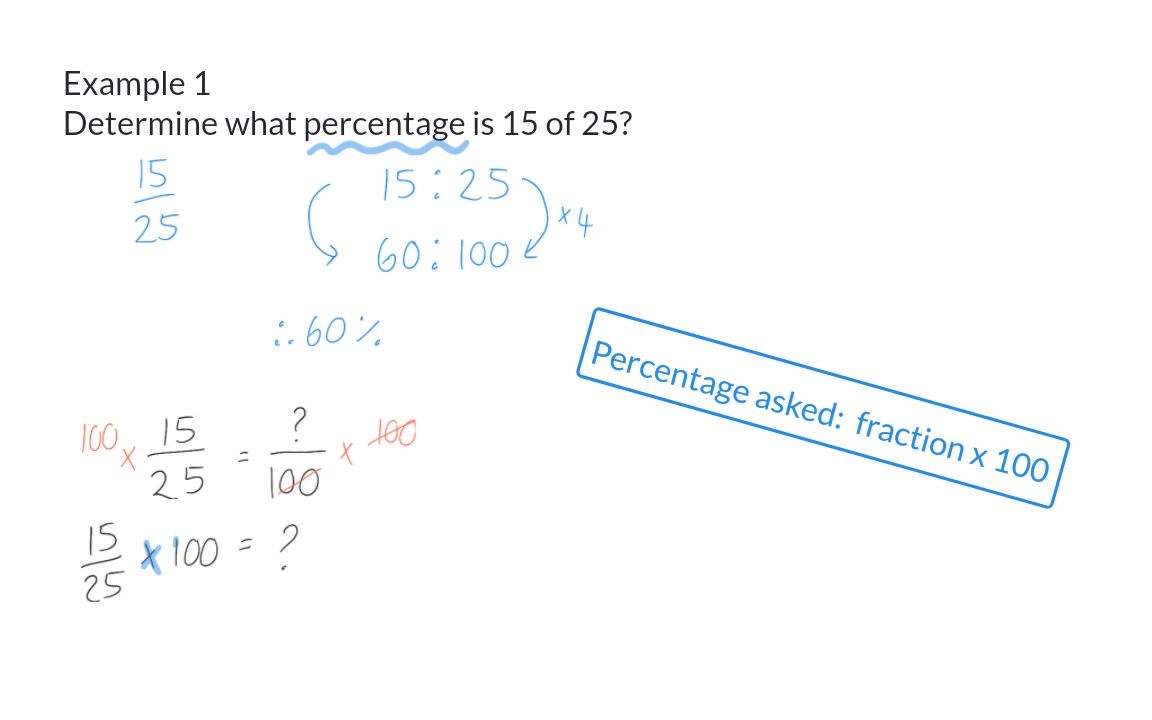 Example 1
Determine what percentage is 15 of 25?
15/25
15 : 25
×4
60 : 100
∴ 60%
Percentage asked: fraction x 100
100 × 15/25 = ?/100 × 100
15/25 × 100 = ?